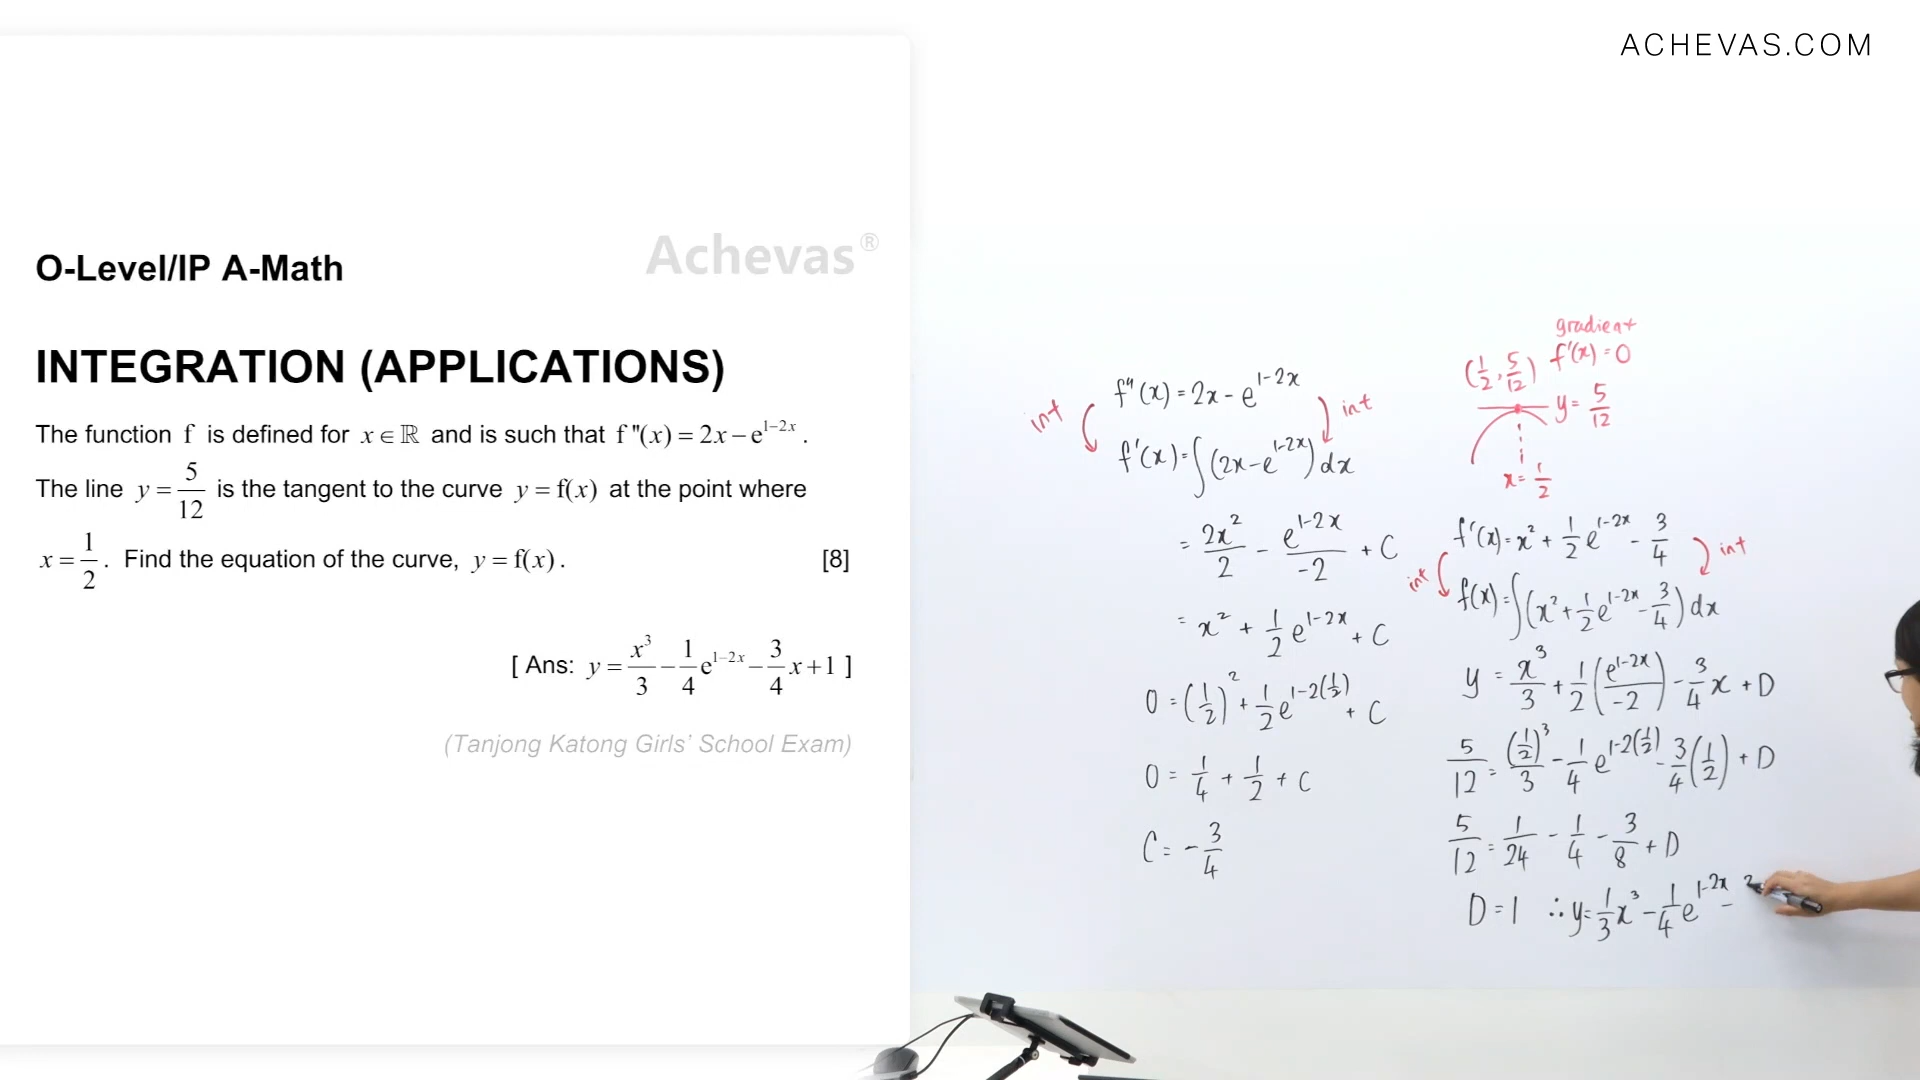 ACHEVAS.COM
Achevas®
O-Level/IP A-Math
INTEGRATION (APPLICATIONS)
The function f is defined for x ∈ ℝ and is such that f "(x) = 2x − e^(1−2x) .
The line y = 5/12 is the tangent to the curve y = f(x) at the point where
x = 1/2 . Find the equation of the curve, y = f(x) . [8]
[ Ans: y = x³/3 − 1/4 e^(1−2x) − 3/4 x + 1 ]
(Tanjong Katong Girls' School Exam)
int
f"(x) = 2x − e^(1−2x)
int
f'(x) = ∫(2x − e^(1−2x)) dx
= 2x²/2 − e^(1−2x)/−2 + C
= x² + 1/2 e^(1−2x) + C
0 = (1/2)² + 1/2 e^(1−2(1/2)) + C
0 = 1/4 + 1/2 + C
C = −3/4
gradient
f'(x) = 0
(1/2, 5/12)
y = 5/12
x = 1/2
f'(x) = x² + 1/2 e^(1−2x) − 3/4
int
int
f(x) = ∫(x² + 1/2 e^(1−2x) − 3/4) dx
y = x³/3 + 1/2 (e^(1−2x)/−2) − 3/4 x + D
5/12 = (1/2)³/3 − 1/4 e^(1−2(1/2)) − 3/4 (1/2) + D
5/12 = 1/24 − 1/4 − 3/8 + D
D = 1 ∴ y = 1/3 x³ − 1/4 e^(1−2x) −